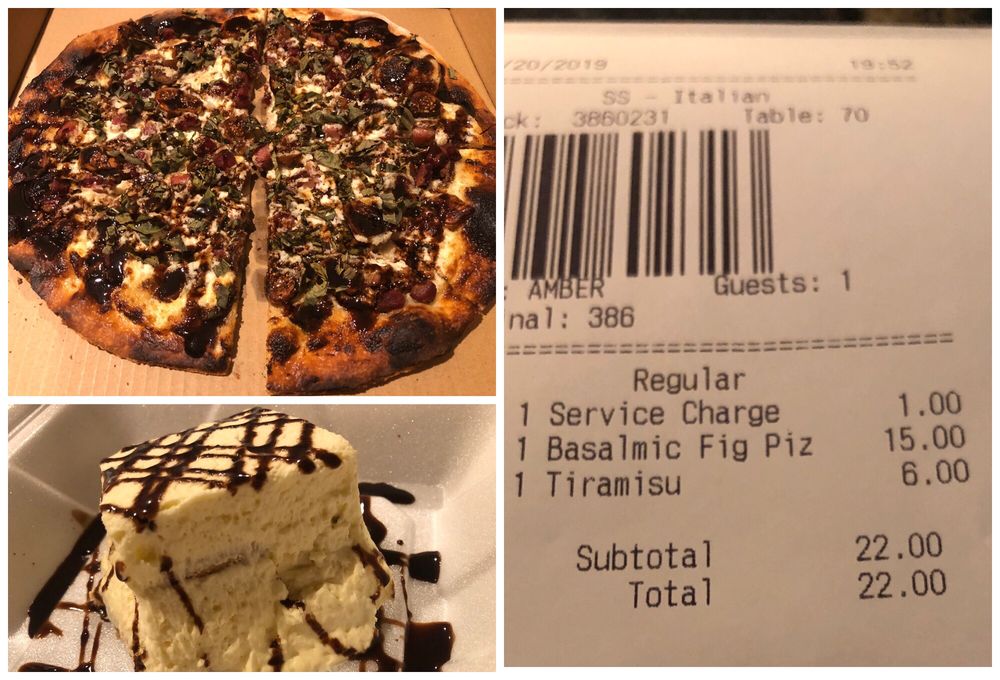 /20/2019 19:52
SS - Italian
ck: 3860231 Table: 70
: AMBER Guests: 1
nal: 386
Regular
1 Service Charge 1.00
1 Basalmic Fig Piz 15.00
1 Tiramisu 6.00
Subtotal 22.00
Total 22.00